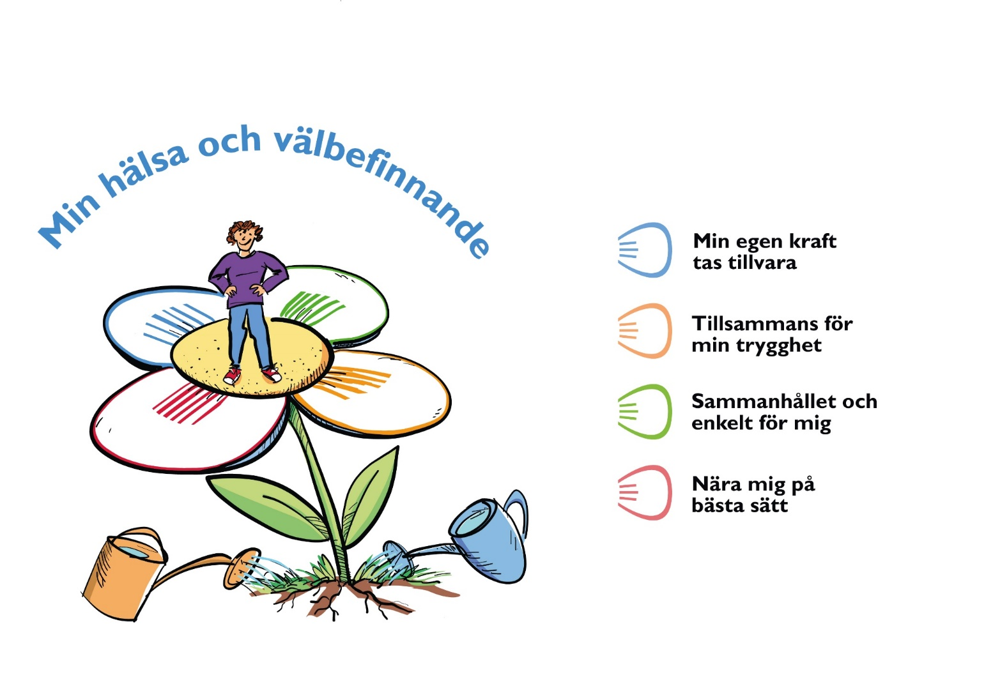 Min hälsa och välbefinnande
Min egen kraft
tas tillvara
Tillsammans för
min trygghet
Sammanhållet och
enkelt för mig
Nära mig på
bästa sätt